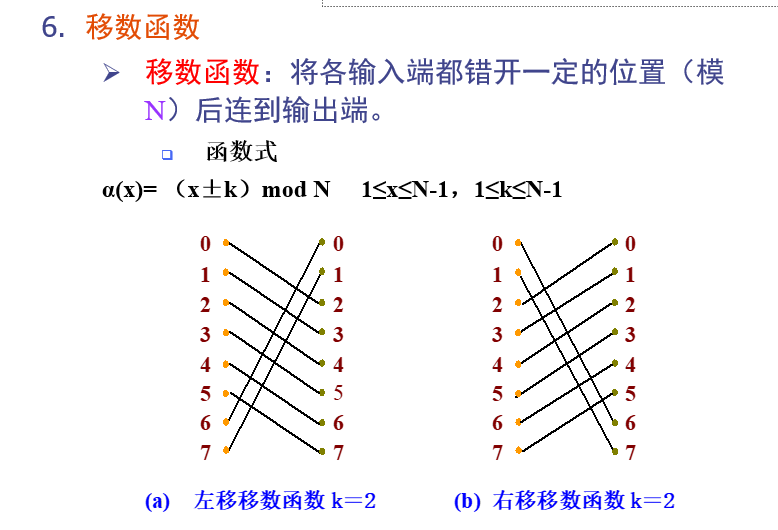 6. 移数函数
➢ 移数函数：将各输入端都错开一定的位置（模
N）后连到输出端。
❑ 函数式
α(x)= （x±k）mod N 1≤x≤N-1，1≤k≤N-1
0 0 0 0
1 1 1 1
2 2 2 2
3 3 3 3
4 4 4 4
5 5 5 5
6 6 6 6
7 7 7 7
(a) 左移移数函数 k＝2 (b) 右移移数函数 k＝2